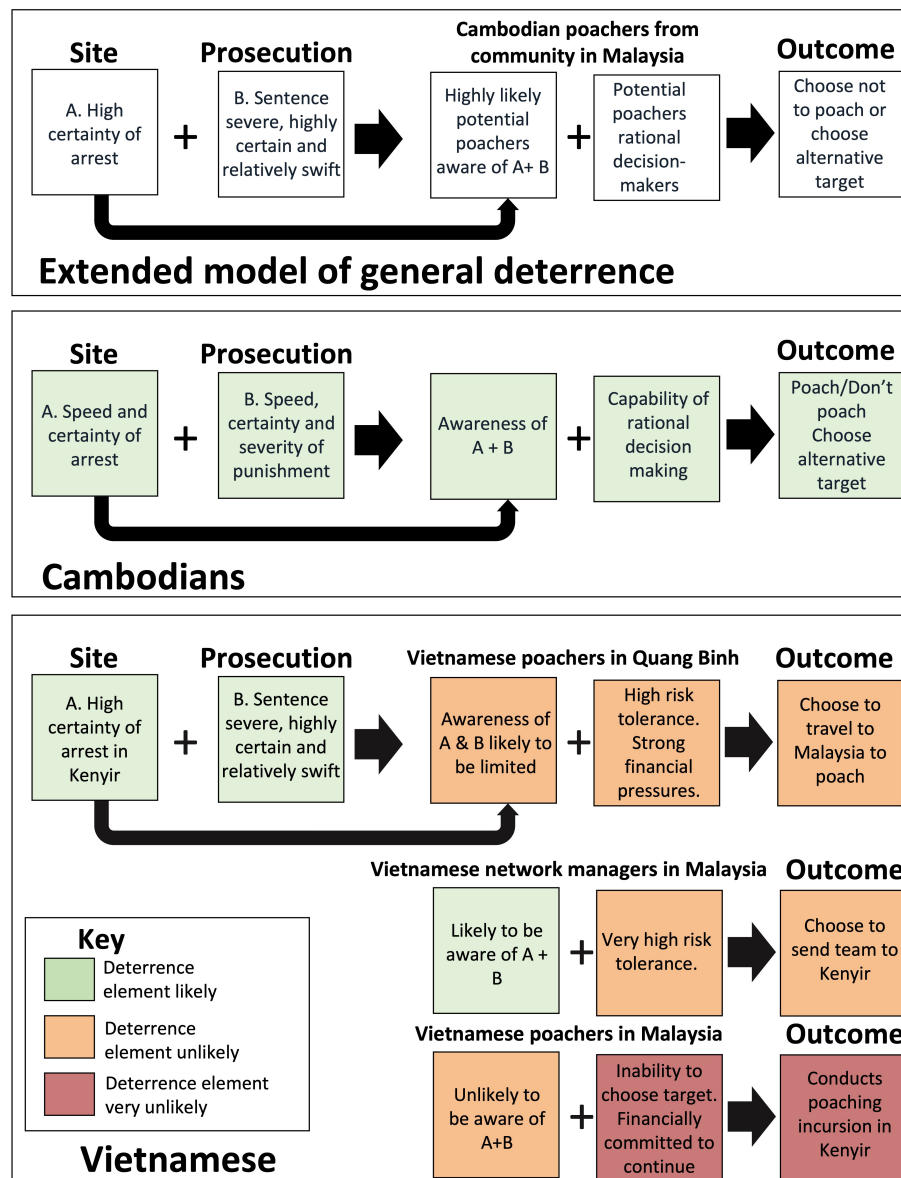 Site
Prosecution
Cambodian poachers from
community in Malaysia
Outcome
A. High
certainty of
arrest
+
B. Sentence
severe, highly
certain and
relatively swift
Highly likely
potential
poachers
aware of A+ B
+
Potential
poachers
rational
decision-
makers
Choose not
to poach or
choose
alternative
target
Extended model of general deterrence
Site
Prosecution
Outcome
A. Speed and
certainty of
arrest
+
B. Speed,
certainty and
severity of
punishment
Awareness of
A + B
+
Capability of
rational
decision
making
Poach/Don’t
poach
Choose
alternative
target
Cambodians
Site
Prosecution
Vietnamese poachers in Quang Binh
Outcome
A. High
certainty of
arrest in
Kenyir
+
B. Sentence
severe, highly
certain and
relatively swift
Awareness of
A & B likely to
be limited
+
High risk
tolerance.
Strong
financial
pressures.
Choose to
travel to
Malaysia to
poach
Vietnamese network managers in Malaysia
Outcome
Likely to be
aware of A +
B
+
Very high risk
tolerance.
Choose to
send team to
Kenyir
Vietnamese poachers in Malaysia
Outcome
Unlikely to
be aware of
A+B
+
Inability to
choose target.
Financially
committed to
continue
Conducts
poaching
incursion in
Kenyir
Key
Deterrence
element likely
Deterrence
element unlikely
Deterrence element
very unlikely
Vietnamese